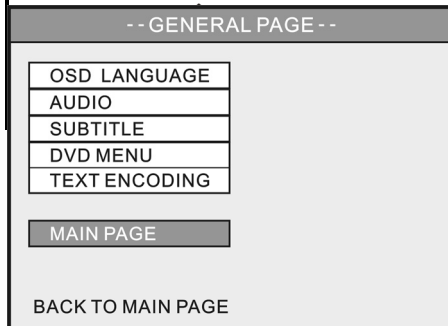 --GENERAL PAGE--
OSD LANGUAGE
AUDIO
SUBTITLE
DVD MENU
TEXT ENCODING
MAIN PAGE
BACK TO MAIN PAGE